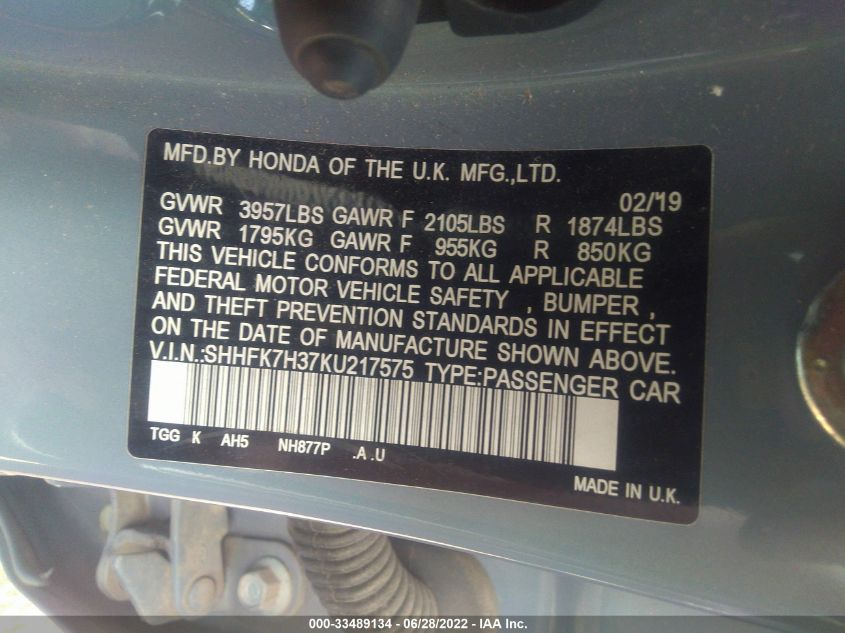 MFD.BY HONDA OF THE U.K. MFG.,LTD.
02/'19
GVWR 3957LBS GAWR F 2105LBS R 1874LBS
GVWR 1795KG GAWR F 955KG R 850KG
THIS VEHICLE CONFORMS TO ALL APPLICABLE
FEDERAL MOTOR VEHICLE SAFETY , BUMPER ,
AND THEFT PREVENTION STANDARDS IN EFFECT
ON THE DATE OF MANUFACTURE SHOWN ABOVE.
V.I.N.:SHHFK7H37KU217575 TYPE:PASSENGER CAR
TGG K AH5 NH877P .A .U
MADE IN U.K.
000-33489134 - 06/28/2022 - IAA Inc.